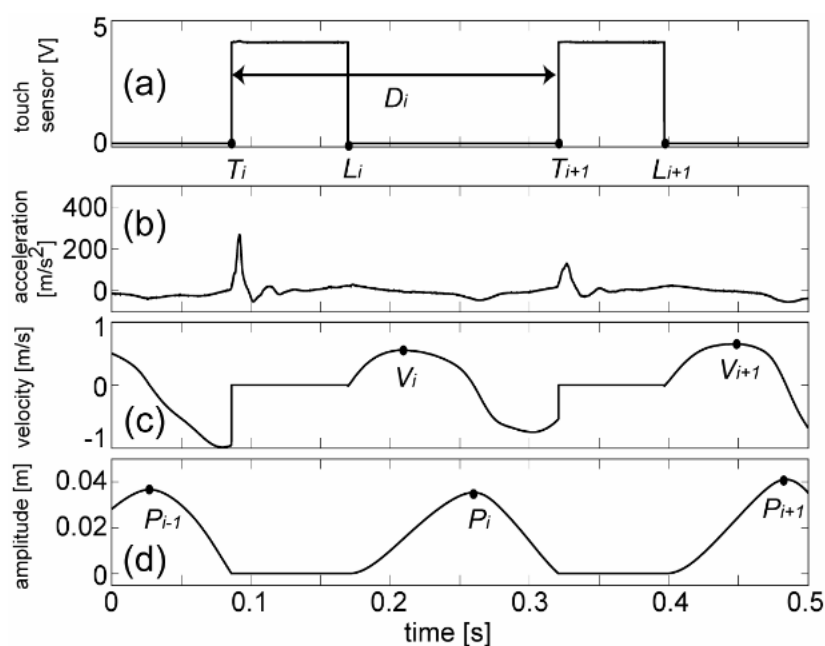 5
0
touch
sensor [V]
(a)
Di
Ti
Li
Ti+1
Li+1
400
200
0
acceleration
[m/s²]
(b)
1
0
-1
velocity [m/s]
(c)
Vi
Vi+1
0.04
0.02
0
amplitude [m]
(d)
Pi-1
Pi
Pi+1
0
0.1
0.2
0.3
0.4
0.5
time [s]